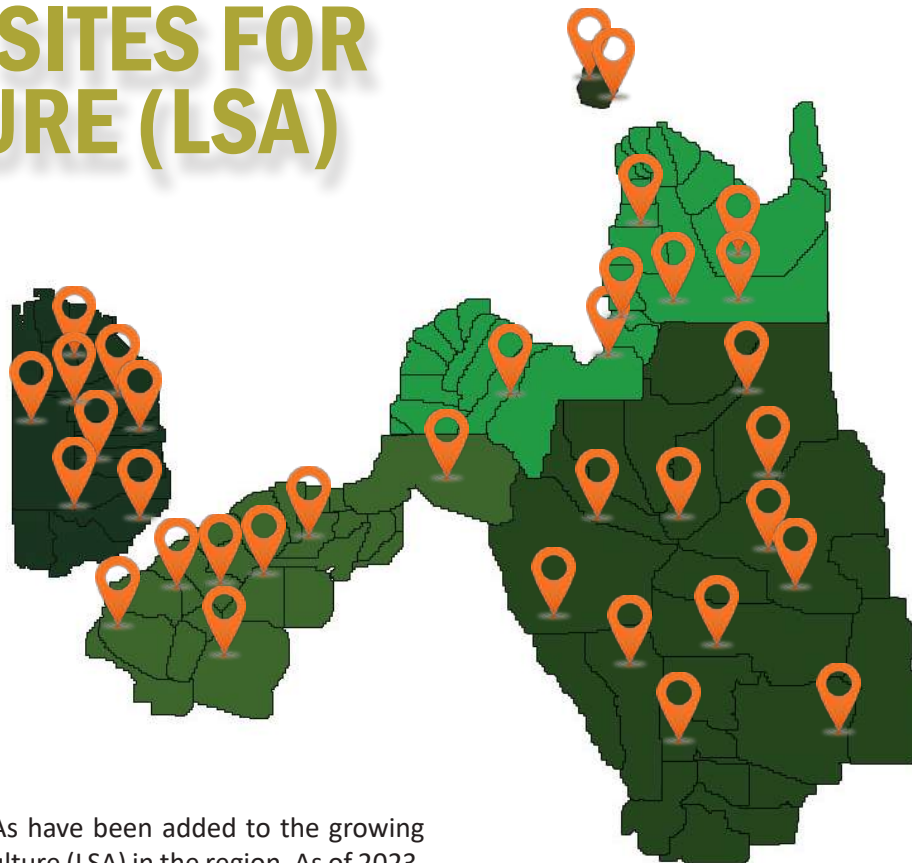 SITES FOR
URE (LSA)
As have been added to the growing
ulture (LSA) in the region. As of 2023,